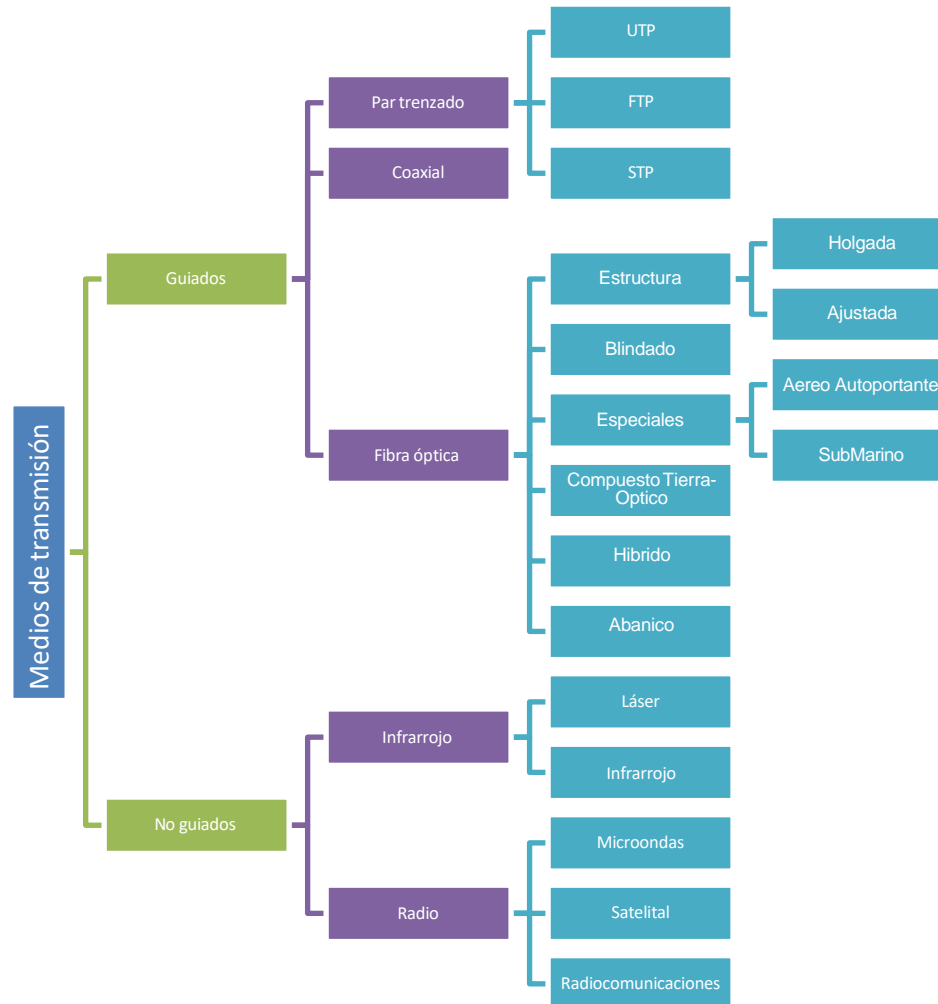 Medios de transmisión
Guiados
Par trenzado
UTP
FTP
STP
Coaxial
Fibra óptica
Estructura
Holgada
Ajustada
Blindado
Especiales
Aereo Autoportante
SubMarino
Compuesto Tierra-
Optico
Hibrido
Abanico
No guiados
Infrarrojo
Láser
Infrarrojo
Radio
Microondas
Satelital
Radiocomunicaciones